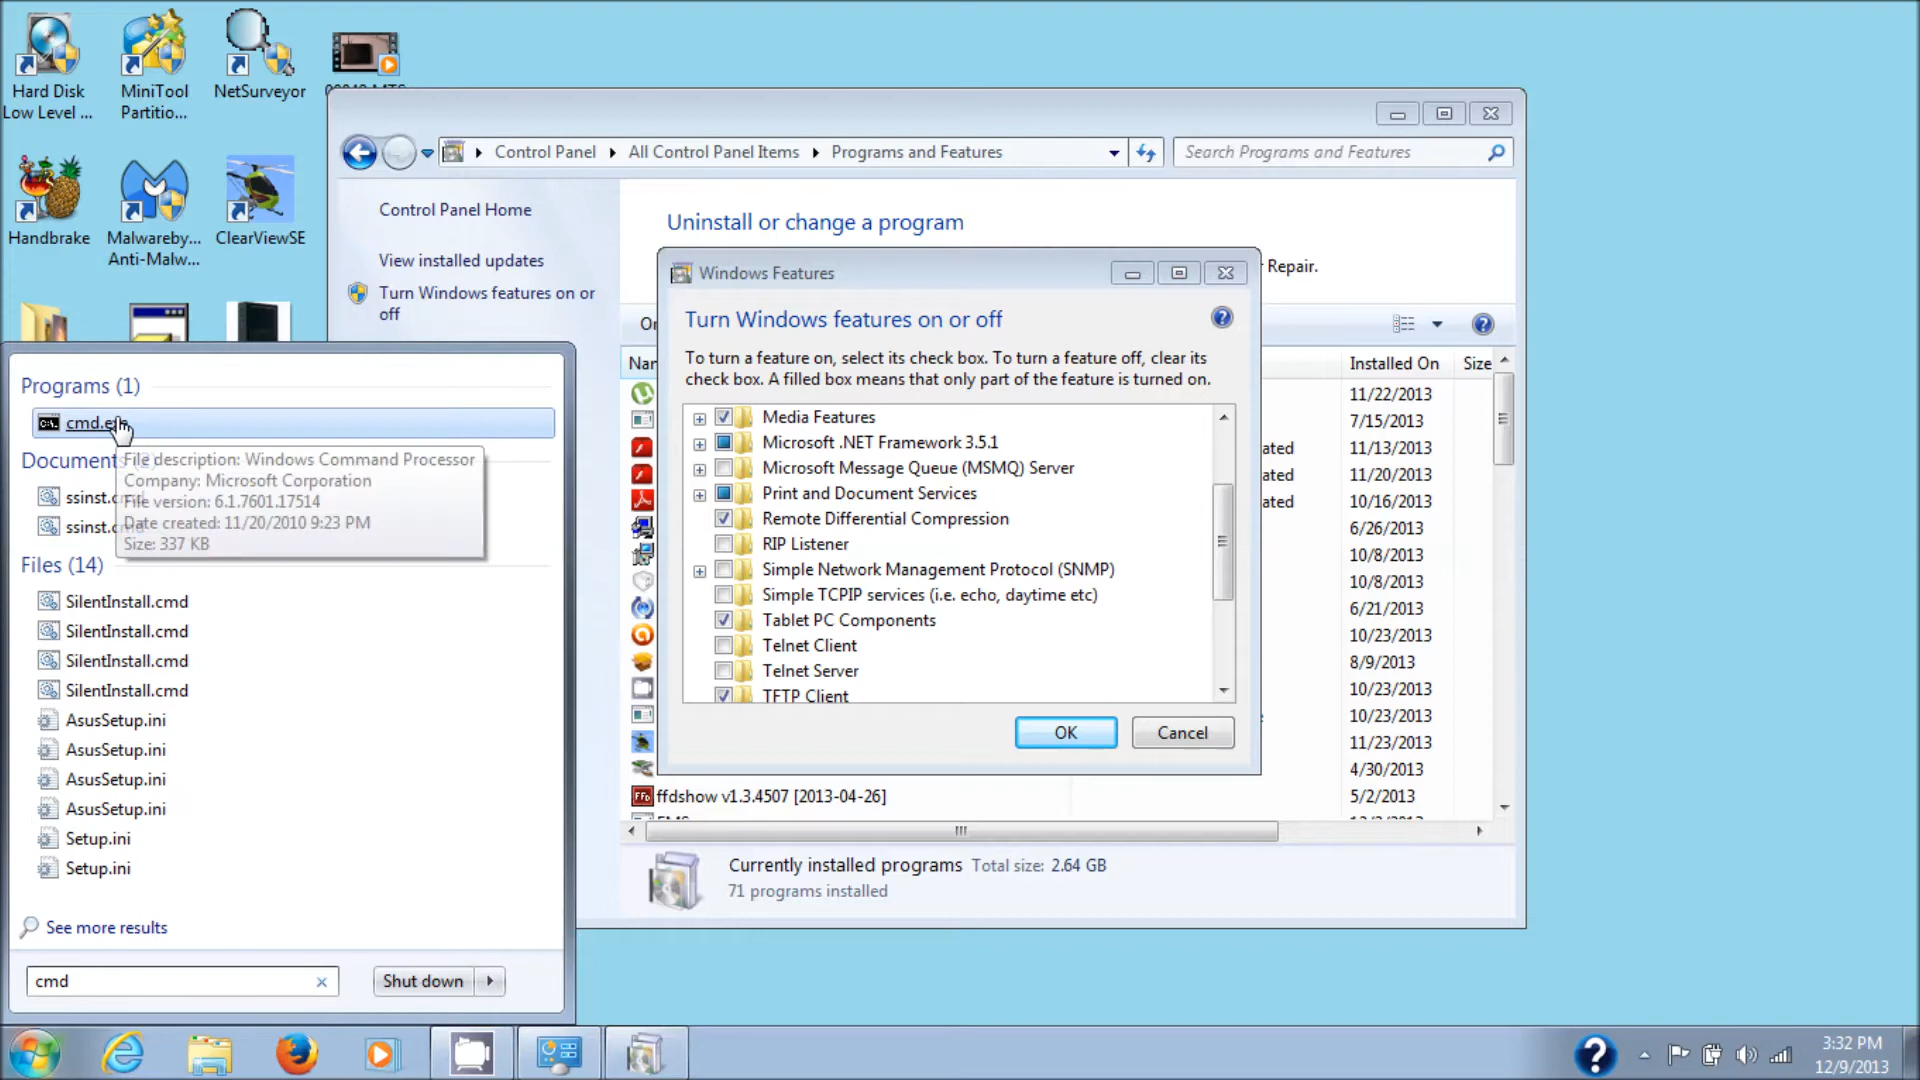 Hard Disk
Low Level ...
MiniTool
Partitio...
NetSurveyor
Handbrake
Malwareby...
Anti-Malw...
ClearViewSE
Control Panel
All Control Panel Items
Programs and Features
Search Programs and Features
Control Panel Home
View installed updates
Turn Windows features on or
off
Uninstall or change a program
Repair.
Installed On
Size
11/22/2013
7/15/2013
ated
11/13/2013
ated
11/20/2013
ated
10/16/2013
6/26/2013
10/8/2013
10/8/2013
6/21/2013
10/23/2013
8/9/2013
10/23/2013
10/23/2013
11/23/2013
4/30/2013
ffdshow v1.3.4507 [2013-04-26]
5/2/2013
Currently installed programs
Total size: 2.64 GB
71 programs installed
Windows Features
Turn Windows features on or off
To turn a feature on, select its check box. To turn a feature off, clear its
check box. A filled box means that only part of the feature is turned on.
Media Features
Microsoft .NET Framework 3.5.1
Microsoft Message Queue (MSMQ) Server
Print and Document Services
Remote Differential Compression
RIP Listener
Simple Network Management Protocol (SNMP)
Simple TCPIP services (i.e. echo, daytime etc)
Tablet PC Components
Telnet Client
Telnet Server
TFTP Client
OK
Cancel
Programs (1)
cmd.exe
File description: Windows Command Processor
Company: Microsoft Corporation
File version: 6.1.7601.17514
Date created: 11/20/2010 9:23 PM
Size: 337 KB
Documents (2)
ssinst.cmd
ssinst.cmd
Files (14)
SilentInstall.cmd
SilentInstall.cmd
SilentInstall.cmd
SilentInstall.cmd
AsusSetup.ini
AsusSetup.ini
AsusSetup.ini
AsusSetup.ini
Setup.ini
Setup.ini
See more results
cmd
Shut down
3:32 PM
12/9/2013